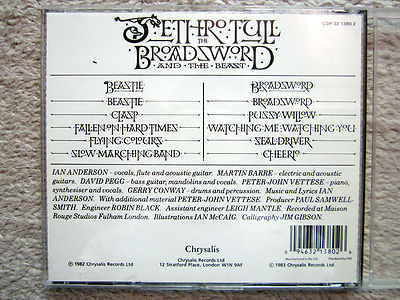 CDP 32 1380 2
JETHRO TULL
THE
BROADSWORD
AND THE BEAST
BEASTIE
BEASTIE
CLASP
FALLEN ON HARD TIMES
FLYING COLOURS
SLOW MARCHING BAND
BROADSWORD
BROADSWORD
PUSSY WILLOW
WATCHING ME WATCHING YOU
SEAL DRIVER
CHEERIO
IAN ANDERSON – vocals, flute and acoustic guitar. MARTIN BARRE – electric and acoustic
guitars. DAVID PEGG – bass guitar, mandolins and vocals. PETER-JOHN VETTESE – piano,
synthesiser and vocals. GERRY CONWAY – drums and percussion. Music and Lyrics IAN
ANDERSON. With additional material PETER-JOHN VETTESE. Producer PAUL SAMWELL-
SMITH. Engineer ROBIN BLACK. Assistant engineer LEIGH MANTLE. Recorded at MAISON
ROUGE Studios Fulham London. Illustrations IAN McCAIG. Calligraphy JIM GIBSON.
Chrysalis
℗ 1982 Chrysalis Records Ltd
Chrysalis Records Ltd
12 Stratford Place, London W1N 9AF
© 1983 Chrysalis Records Ltd
0 94632 13802 6